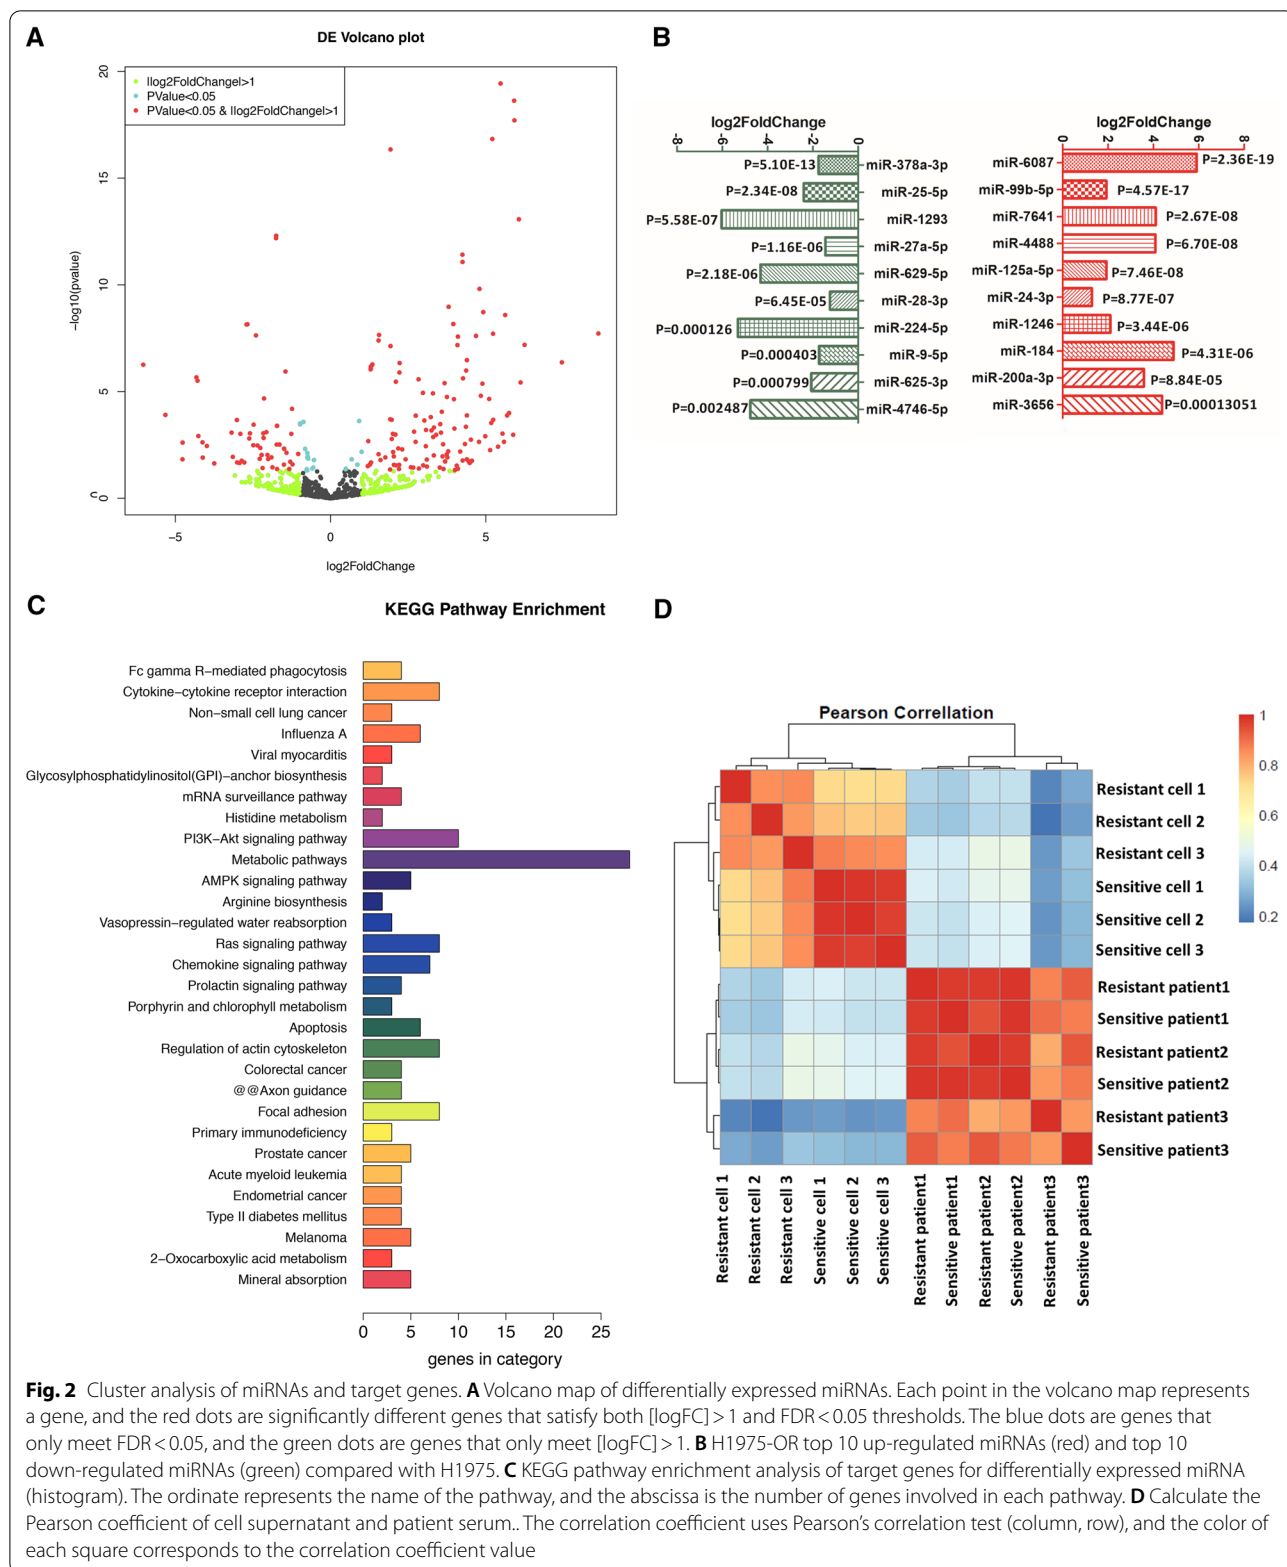 A
DE Volcano plot
|log2FoldChange|>1
PValue<0.05
PValue<0.05 & |log2FoldChange|>1
20
15
10
5
0
−log10(pvalue)
−5
0
5
log2FoldChange
B
log2FoldChange
-8
-6
-4
-2
0
P=5.10E-13 miR-378a-3p
P=2.34E-08 miR-25-5p
P=5.58E-07 miR-1293
P=1.16E-06 miR-27a-5p
P=2.18E-06 miR-629-5p
P=6.45E-05 miR-28-3p
P=0.000126 miR-224-5p
P=0.000403 miR-9-5p
P=0.000799 miR-625-3p
P=0.002487 miR-4746-5p
log2FoldChange
0
2
4
6
8
miR-6087 P=2.36E-19
miR-99b-5p P=4.57E-17
miR-7641 P=2.67E-08
miR-4488 P=6.70E-08
miR-125a-5p P=7.46E-08
miR-24-3p P=8.77E-07
miR-1246 P=3.44E-06
miR-184 P=4.31E-06
miR-200a-3p P=8.84E-05
miR-3656 P=0.00013051
C
KEGG Pathway Enrichment
Fc gamma R−mediated phagocytosis
Cytokine−cytokine receptor interaction
Non−small cell lung cancer
Influenza A
Viral myocarditis
Glycosylphosphatidylinositol(GPI)−anchor biosynthesis
mRNA surveillance pathway
Histidine metabolism
PI3K−Akt signaling pathway
Metabolic pathways
AMPK signaling pathway
Arginine biosynthesis
Vasopressin−regulated water reabsorption
Ras signaling pathway
Chemokine signaling pathway
Prolactin signaling pathway
Porphyrin and chlorophyll metabolism
Apoptosis
Regulation of actin cytoskeleton
Colorectal cancer
@@Axon guidance
Focal adhesion
Primary immunodeficiency
Prostate cancer
Acute myeloid leukemia
Endometrial cancer
Type II diabetes mellitus
Melanoma
2−Oxocarboxylic acid metabolism
Mineral absorption
0 5 10 15 20 25
genes in category
D
Pearson Correllation
1
0.8
0.6
0.4
0.2
Resistant cell 1
Resistant cell 2
Resistant cell 3
Sensitive cell 1
Sensitive cell 2
Sensitive cell 3
Resistant patient1
Sensitive patient1
Resistant patient2
Sensitive patient2
Resistant patient3
Sensitive patient3
Resistant cell 1
Resistant cell 2
Resistant cell 3
Sensitive cell 1
Sensitive cell 2
Sensitive cell 3
Resistant patient1
Sensitive patient1
Resistant patient2
Sensitive patient2
Resistant patient3
Sensitive patient3
Fig. 2 Cluster analysis of miRNAs and target genes. A Volcano map of differentially expressed miRNAs. Each point in the volcano map represents
a gene, and the red dots are significantly different genes that satisfy both [logFC] > 1 and FDR < 0.05 thresholds. The blue dots are genes that
only meet FDR < 0.05, and the green dots are genes that only meet [logFC] > 1. B H1975-OR top 10 up-regulated miRNAs (red) and top 10
down-regulated miRNAs (green) compared with H1975. C KEGG pathway enrichment analysis of target genes for differentially expressed miRNA
(histogram). The ordinate represents the name of the pathway, and the abscissa is the number of genes involved in each pathway. D Calculate the
Pearson coefficient of cell supernatant and patient serum.. The correlation coefficient uses Pearson's correlation test (column, row), and the color of
each square corresponds to the correlation coefficient value